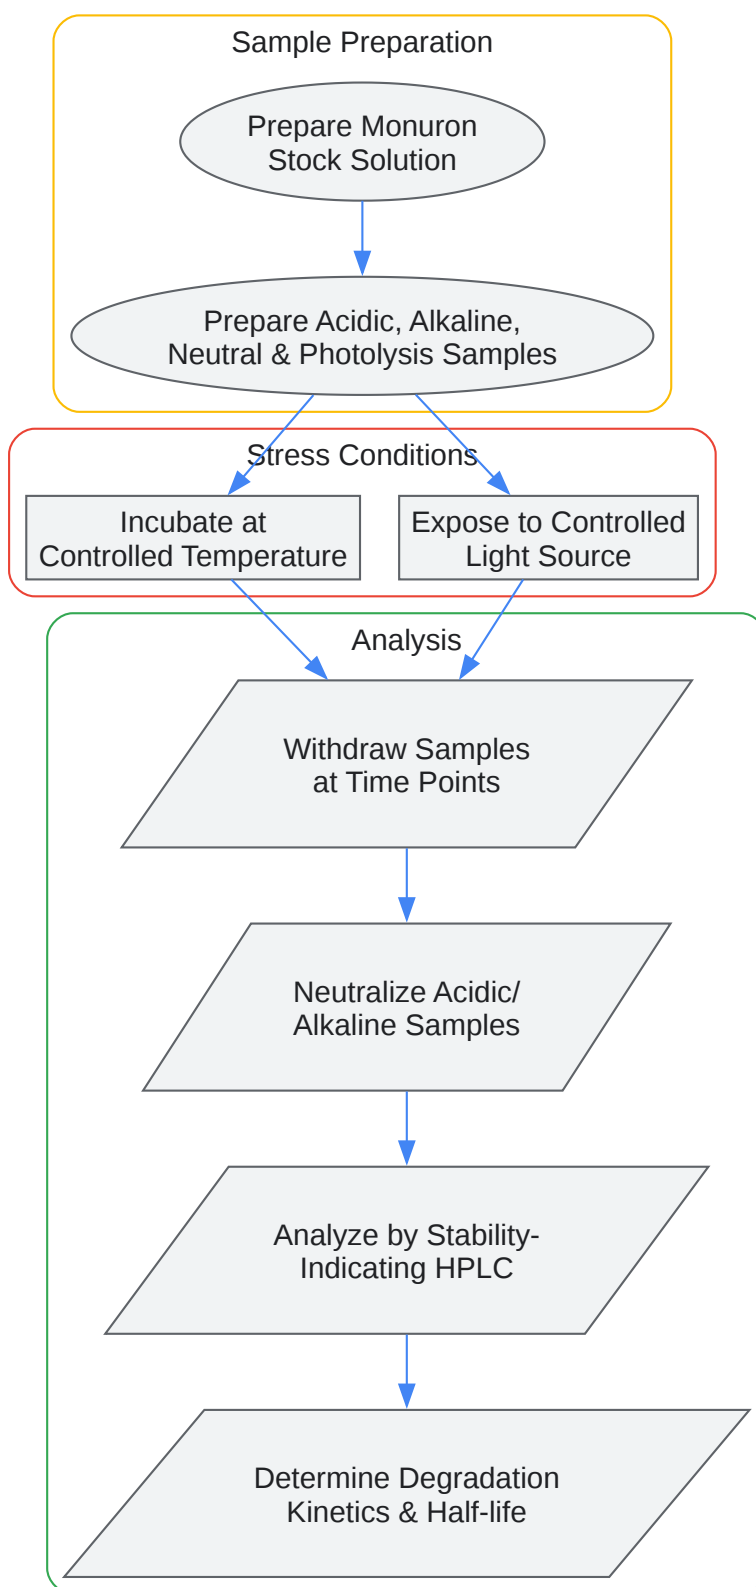 Sample Preparation
Prepare Monuron
Stock Solution
Prepare Acidic, Alkaline,
Neutral & Photolysis Samples
Stress Conditions
Incubate at
Controlled Temperature
Expose to Controlled
Light Source
Analysis
Withdraw Samples
at Time Points
Neutralize Acidic/
Alkaline Samples
Analyze by Stability-
Indicating HPLC
Determine Degradation
Kinetics & Half-life